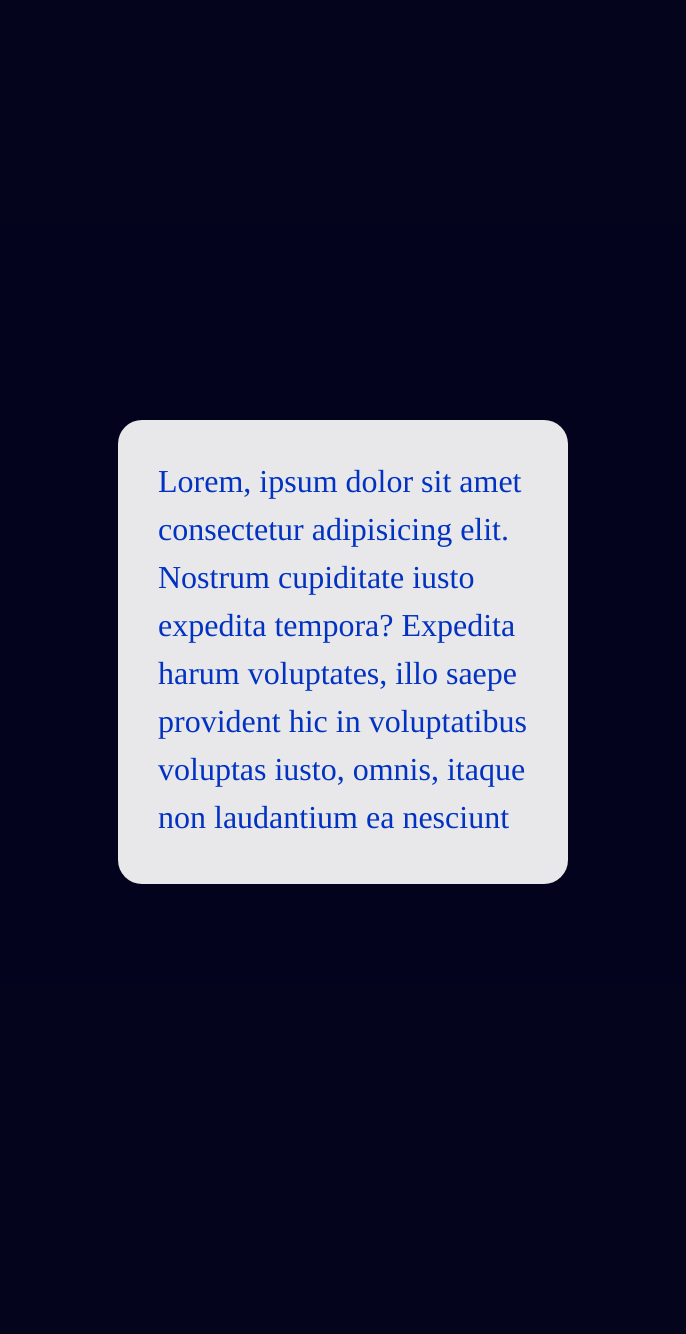 Lorem, ipsum dolor sit amet
consectetur adipisicing elit.
Nostrum cupiditate iusto
expedita tempora? Expedita
harum voluptates, illo saepe
provident hic in voluptatibus
voluptas iusto, omnis, itaque
non laudantium ea nesciunt